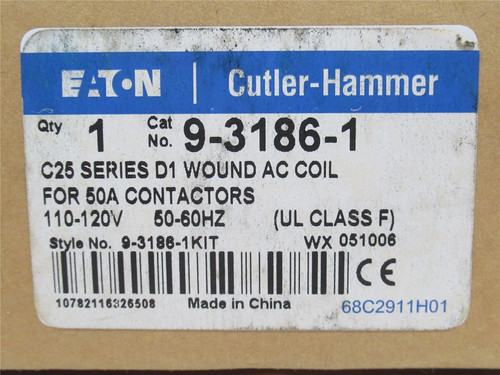 EATON | Cutler-Hammer
Qty 1 Cat No. 9-3186-1
C25 SERIES D1 WOUND AC COIL
FOR 50A CONTACTORS
110-120V 50-60HZ (UL CLASS F)
Style No. 9-3186-1KIT WX 051006
CE
10782116326508 Made in China 68C2911H01